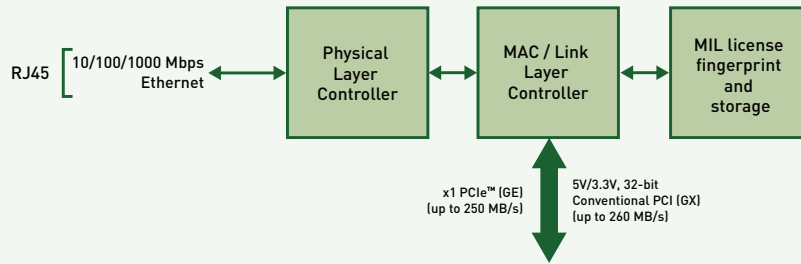 RJ45
10/100/1000 Mbps
Ethernet
Physical
Layer
Controller
MAC / Link
Layer
Controller
MIL license
fingerprint
and
storage
x1 PCIe™ (GE)
(up to 250 MB/s)
5V/3.3V, 32-bit
Conventional PCI (GX)
(up to 260 MB/s)